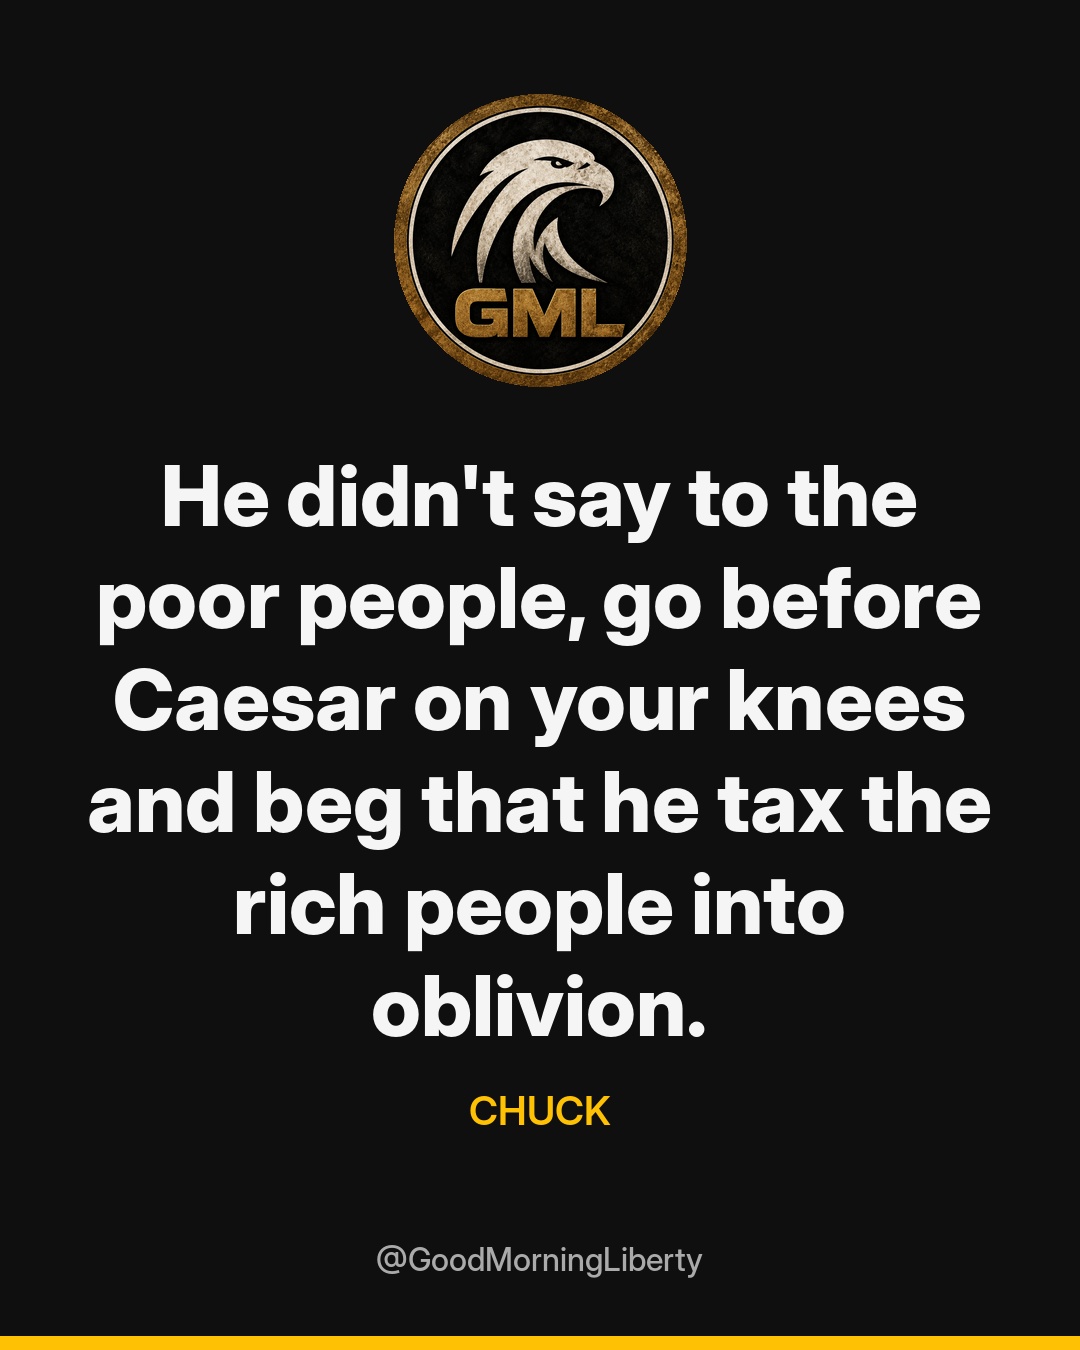 GML
He didn't say to the
poor people, go before
Caesar on your knees
and beg that he tax the
rich people into
oblivion.
CHUCK
@GoodMorningLiberty